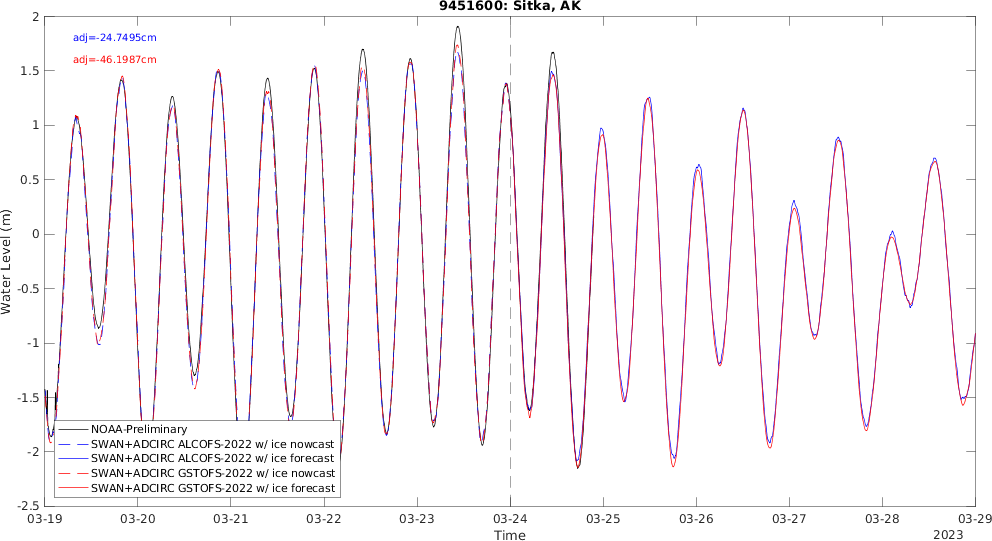 9451600: Sitka, AK
adj=-24.7495cm
adj=-46.1987cm
2
1.5
1
0.5
0
-0.5
-1
-1.5
-2
-2.5
Water Level (m)
NOAA-Preliminary
SWAN+ADCIRC ALCOFS-2022 w/ ice nowcast
SWAN+ADCIRC ALCOFS-2022 w/ ice forecast
SWAN+ADCIRC GSTOFS-2022 w/ ice nowcast
SWAN+ADCIRC GSTOFS-2022 w/ ice forecast
03-19 03-20 03-21 03-22 03-23 03-24 03-25 03-26 03-27 03-28 03-29
Time
2023